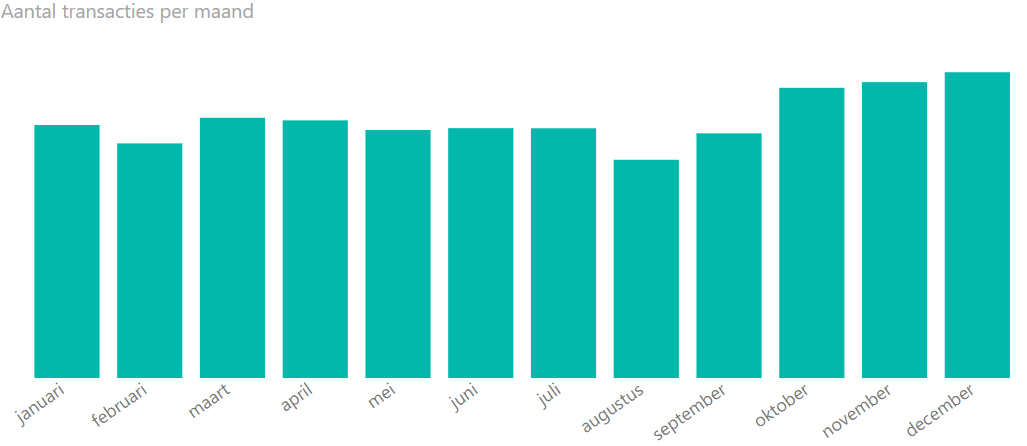 Aantal transacties per maand
januari
februari
maart
april
mei
juni
juli
augustus
september
oktober
november
december